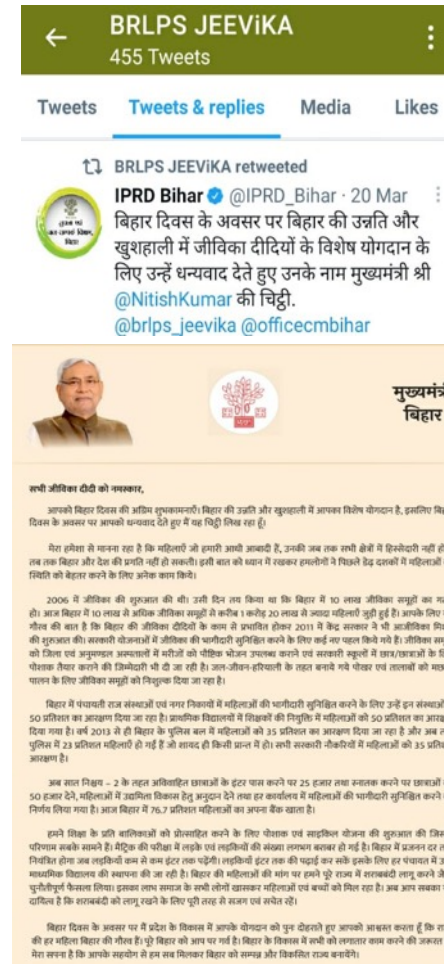 BRLPS JEEViKA
455 Tweets
Tweets Tweets & replies Media Likes
BRLPS JEEViKA retweeted
IPRD Bihar @IPRD_Bihar · 20 Mar
बिहार दिवस के अवसर पर बिहार की उन्नति और
खुशहाली में जीविका दीदियों के विशेष योगदान के
लिए उन्हें धन्यवाद देते हुए उनके नाम मुख्यमंत्री श्री
@NitishKumar की चिट्ठी.
@brlps_jeevika @officecmbihar
मुख्यमंत्री
बिहार
सभी जीविका दीदी को नमस्कार,
आपको बिहार दिवस की अग्रिम शुभकामनाएँ। बिहार की उन्नति और खुशहाली में आपका विशेष योगदान है, इसलिए
दिवस के अवसर पर आपको धन्यवाद देते हुए मैं यह चिट्ठी लिख रहा हूँ।
मेरा हमेशा से मानना रहा है कि महिलाएँ जो हमारी आधी आबादी हैं, उनकी जब तक सभी क्षेत्रों में हिस्सेदारी नहीं
तब तक बिहार और देश की प्रगति नहीं हो सकती। इसी बात को ध्यान में रखकर हमलोगों ने पिछले डेढ़ दशकों में महिलाओं
स्थिति को बेहतर करने के लिए अनेक काम किये।
2006 में जीविका की शुरुआत की थी। उसी दिन तय किया था कि बिहार में 10 लाख जीविका समूहों का
हो। आज बिहार में 10 लाख से अधिक जीविका समूहों से करीब 1 करोड़ 20 लाख से ज्यादा महिलाएँ जुड़ी हुई हैं। आपके लिए
गौरव की बात है कि बिहार की जीविका दीदियों के काम से प्रभावित होकर 2011 में केंद्र सरकार ने भी आजीविका
की शुरुआत की। सरकारी योजनाओं में जीविका की भागीदारी सुनिश्चित करने के लिए कई नए पहल किये गये हैं। जीविका
को जिला एवं अनुमण्डल अस्पतालों में मरीजों को पौष्टिक भोजन उपलब्ध कराने एवं सरकारी स्कूलों में छात्र/छात्राओं के
पोशाक तैयार कराने की जिम्मेदारी भी दी जा रही है। जल-जीवन-हरियाली के तहत बनाये गये पोखर एवं तालाबों को
पालन के लिए जीविका समूहों को निःशुल्क दिया जा रहा है।
बिहार में पंचायती राज संस्थाओं एवं नगर निकायों में महिलाओं की भागीदारी सुनिश्चित करने के लिए उन्हें इन संस्थाओं
50 प्रतिशत का आरक्षण दिया जा रहा है। प्राथमिक विद्यालयों में शिक्षकों की नियुक्ति में महिलाओं को 50 प्रतिशत का
दिया गया है। वर्ष 2013 से ही बिहार के पुलिस बल में महिलाओं को 35 प्रतिशत का आरक्षण दिया जा रहा है और अब
पुलिस में 23 प्रतिशत महिलाएँ हो गई हैं जो शायद ही किसी प्रान्त में हो। सभी सरकारी नौकरियों में महिलाओं को 35
आरक्षण है।
अब सात निश्चय – 2 के तहत अविवाहित छात्राओं के इंटर पास करने पर 25 हजार तथा स्नातक करने पर छात्राओं
50 हजार देने, महिलाओं में उद्यमिता विकास हेतु अनुदान देने तथा हर कार्यालय में महिलाओं की भागीदारी सुनिश्चित करने
निर्णय लिया गया है। आज बिहार में 76.7 प्रतिशत महिलाओं का अपना बैंक खाता है।
हमने शिक्षा के प्रति बालिकाओं को प्रोत्साहित करने के लिए पोशाक एवं साइकिल योजना की शुरुआत की
परिणाम सबके सामने हैं। मैट्रिक की परीक्षा में लड़के एवं लड़कियों की संख्या लगभग बराबर हो गई है। बिहार में प्रजनन दर
नियंत्रित होगा जब लड़कियाँ कम से कम इंटर तक पढ़ेंगी। लड़कियाँ इंटर तक की पढ़ाई कर सकें इसके लिए हर पंचायत में
माध्यमिक विद्यालय की स्थापना की जा रही है। बिहार की महिलाओं की मांग पर हमने पूरे राज्य में शराबबंदी लागू करने
चुनौतीपूर्ण फैसला लिया। इसका लाभ समाज के सभी लोगों खासकर महिलाओं एवं बच्चों को मिल रहा है। अब आप सबका
दायित्व है कि शराबबंदी को लागू रखने के लिए पूरी तरह से सजग एवं सचेत रहें।
बिहार दिवस के अवसर पर मैं प्रदेश के विकास में आपके योगदान को पुनः दोहराते हुए आपको आश्वस्त करता हूँ कि
की हर महिला बिहार की गौरव हैं। पूरे बिहार को आप पर गर्व है। बिहार के विकास में सभी को लगातार काम करने की जरूरत
मेरा सपना है कि आपके सहयोग से हम सब मिलकर बिहार को सम्पन्न और विकसित राज्य बनायेंगे।